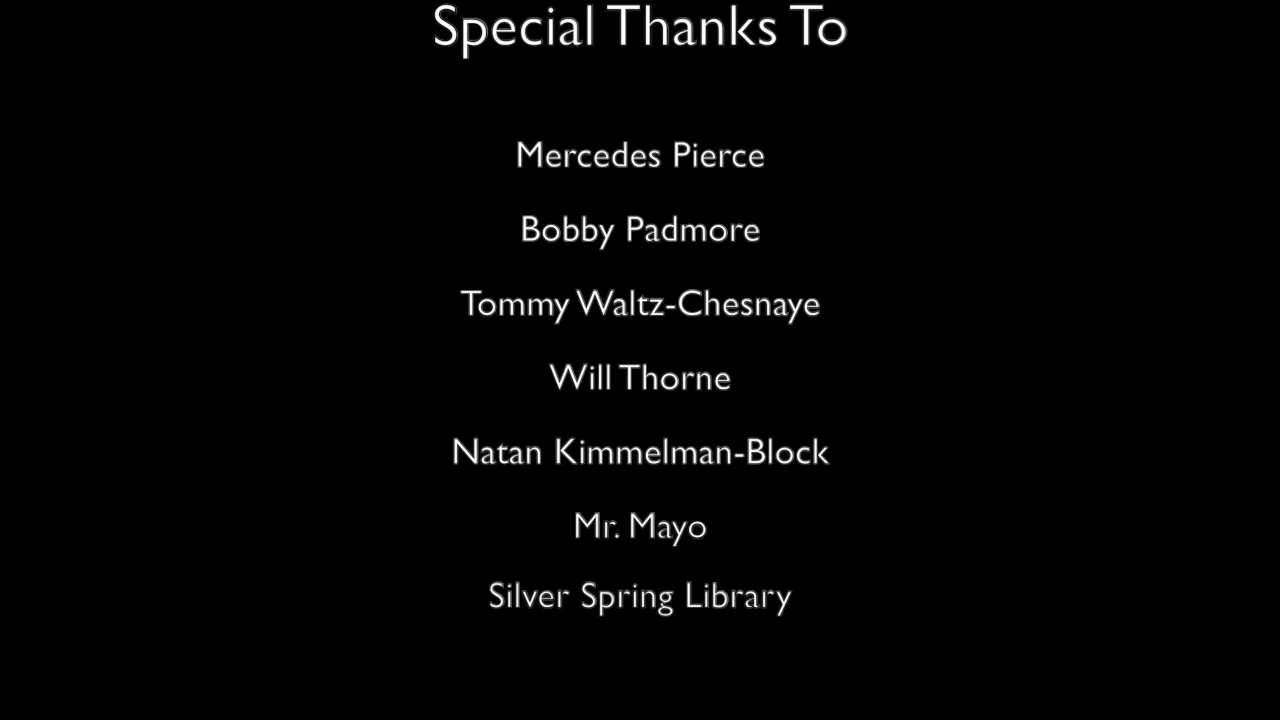 Special Thanks To
Mercedes Pierce
Bobby Padmore
Tommy Waltz-Chesnaye
Will Thorne
Natan Kimmelman-Block
Mr. Mayo
Silver Spring Library